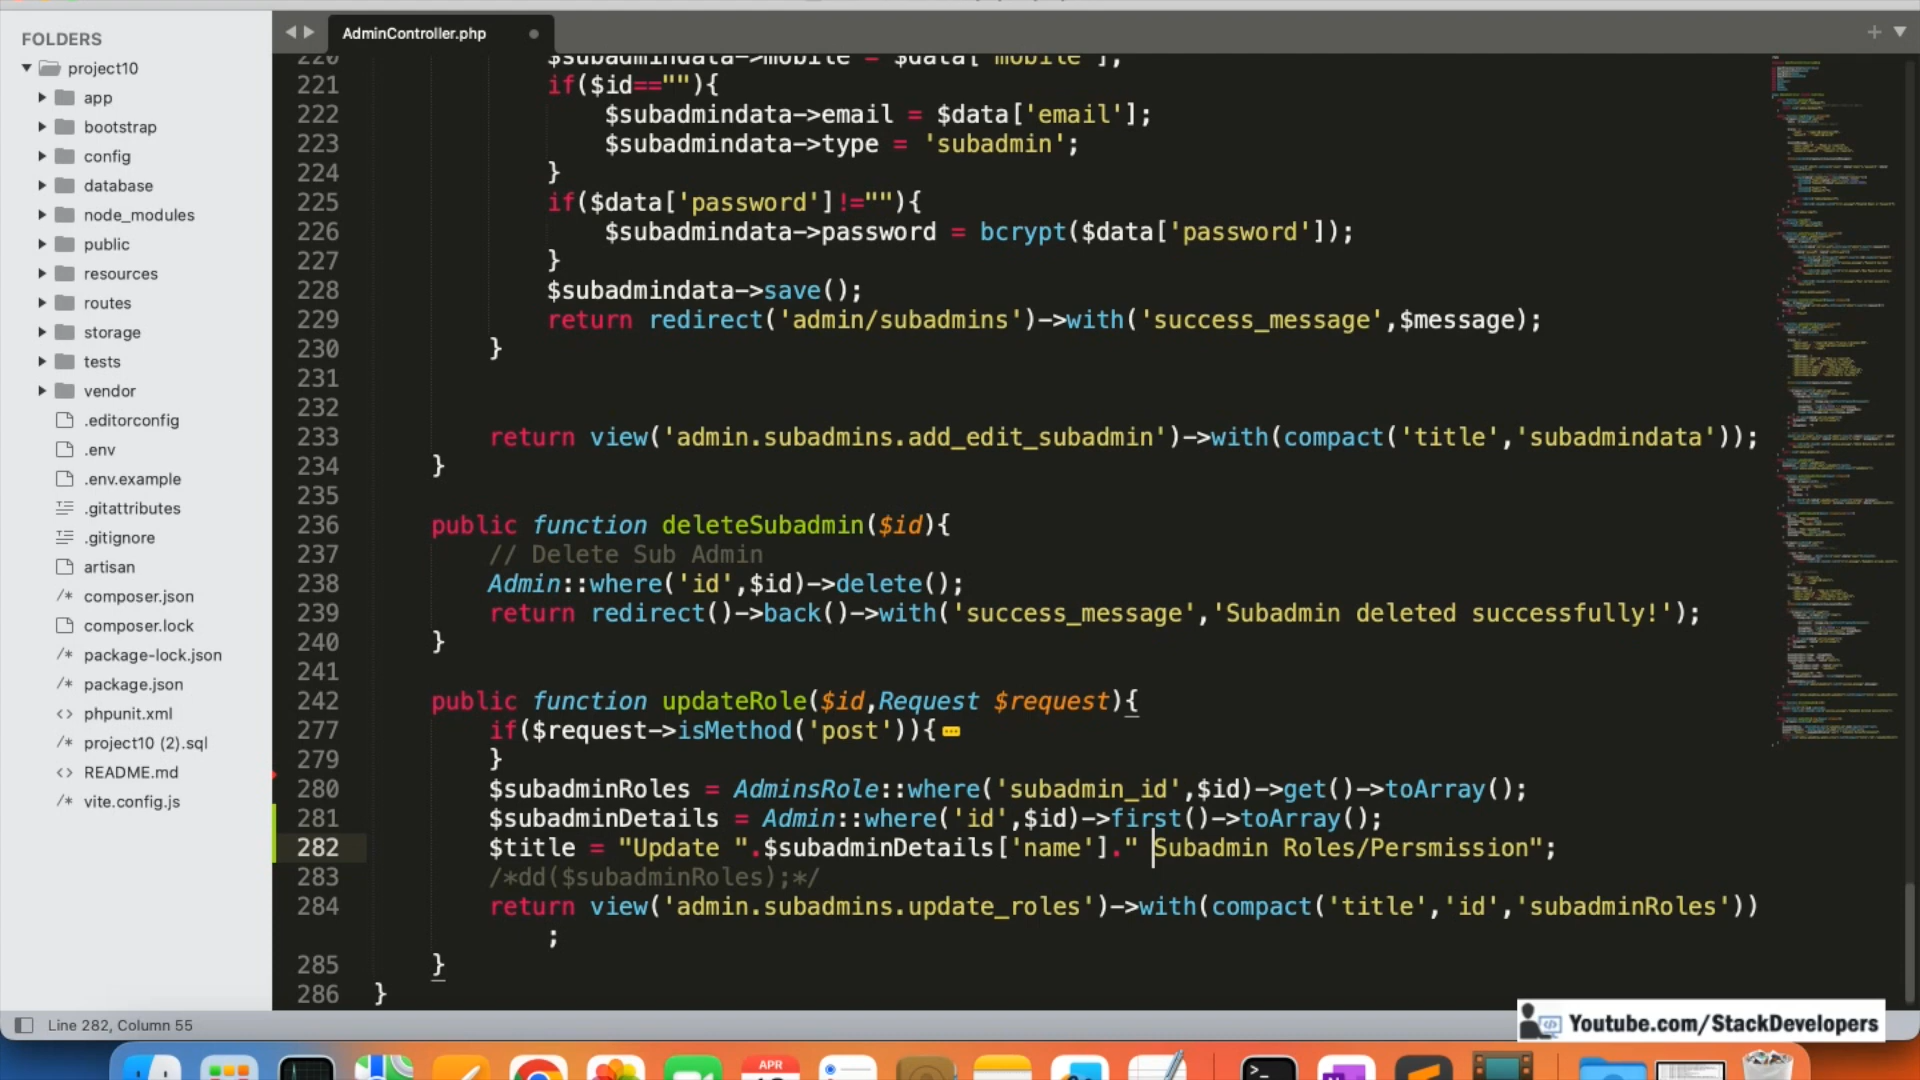 FOLDERS
project10
app
bootstrap
config
database
node_modules
public
resources
routes
storage
tests
vendor
.editorconfig
.env
.env.example
.gitattributes
.gitignore
artisan
/* composer.json
composer.lock
/* package-lock.json
/* package.json
<> phpunit.xml
/* project10 (2).sql
<> README.md
/* vite.config.js
AdminController.php
220 $subadmindata->mobile = $data['mobile'];
221 if($id==""){
222 $subadmindata->email = $data['email'];
223 $subadmindata->type = 'subadmin';
224 }
225 if($data['password']!=""){
226 $subadmindata->password = bcrypt($data['password']);
227 }
228 $subadmindata->save();
229 return redirect('admin/subadmins')->with('success_message',$message);
230 }
231
232
233 return view('admin.subadmins.add_edit_subadmin')->with(compact('title','subadmindata'));
234 }
235
236 public function deleteSubadmin($id){
237 // Delete Sub Admin
238 Admin::where('id',$id)->delete();
239 return redirect()->back()->with('success_message','Subadmin deleted successfully!');
240 }
241
242 public function updateRole($id,Request $request){
277 if($request->isMethod('post')){
279 }
280 $subadminRoles = AdminsRole::where('subadmin_id',$id)->get()->toArray();
281 $subadminDetails = Admin::where('id',$id)->first()->toArray();
282 $title = "Update ".$subadminDetails['name']." Subadmin Roles/Persmission";
283 /*dd($subadminRoles);*/
284 return view('admin.subadmins.update_roles')->with(compact('title','id','subadminRoles'))
;
285 }
286 }
Line 282, Column 55
Youtube.com/StackDevelopers
APR